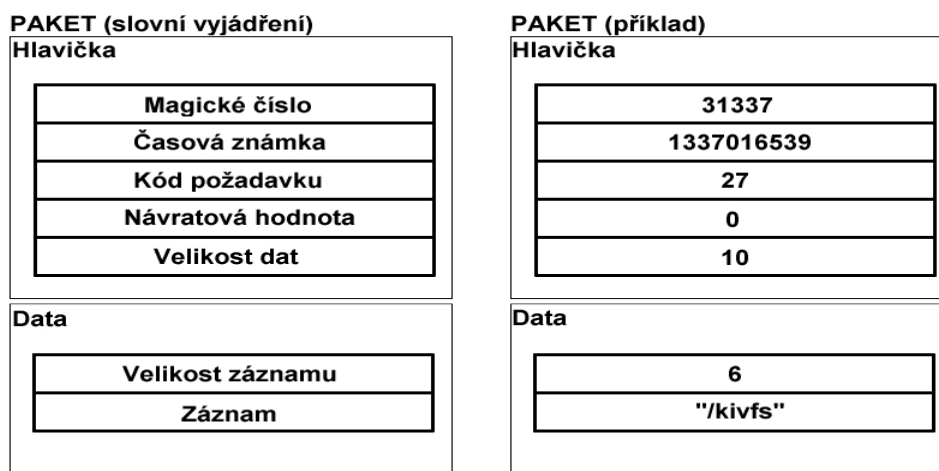 PAKET (slovní vyjádření)
Hlavička
Magické číslo
Časová známka
Kód požadavku
Návratová hodnota
Velikost dat
Data
Velikost záznamu
Záznam
PAKET (příklad)
Hlavička
31337
1337016539
27
0
10
Data
6
"/kivfs"